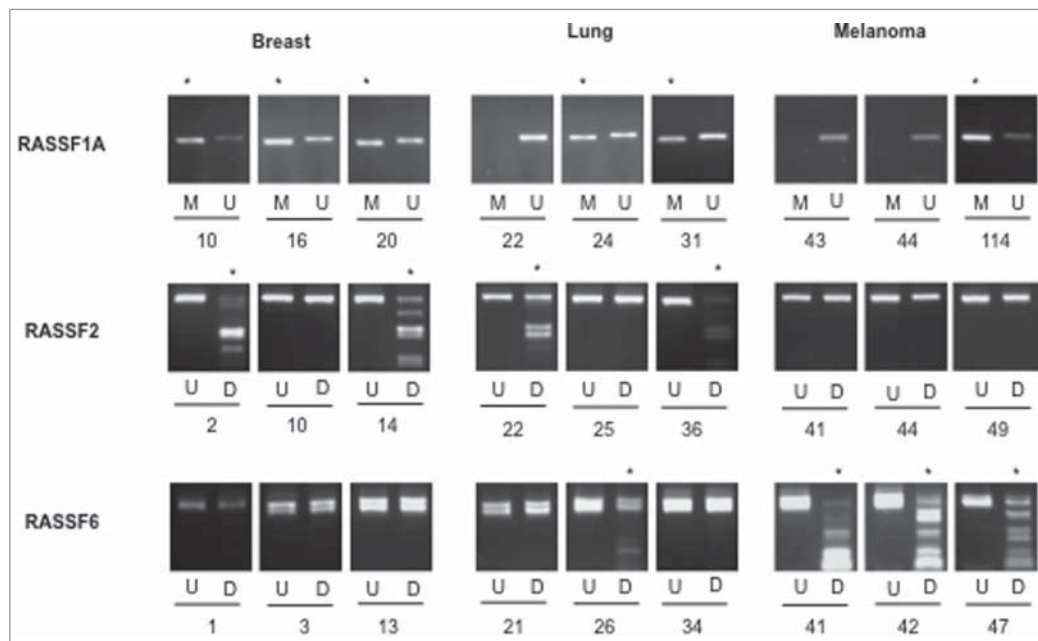 Breast Lung Melanoma
* * * * * *
RASSF1A
M U M U M U M U M U M U M U M U M U
10 16 20 22 24 31 43 44 114
* * * *
RASSF2
U D U D U D U D U D U D U D U D U D
2 10 14 22 25 36 41 44 49
* * * *
RASSF6
U D U D U D U D U D U D U D U D U D
1 3 13 21 26 34 41 42 47